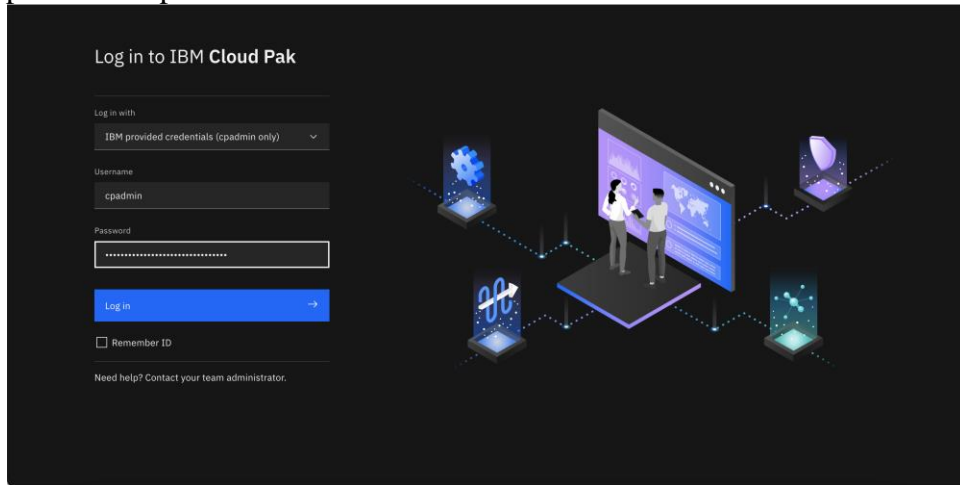 Log in to IBM Cloud Pak
Log in with
IBM provided credentials (cpadmin only)
Username
cpadmin
Password
Log in
Remember ID
Need help? Contact your team administrator.